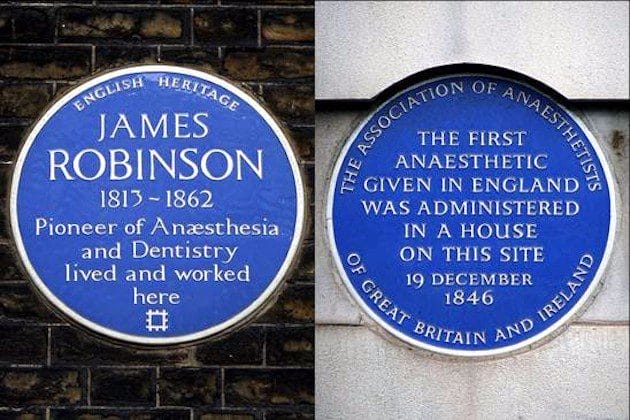 ENGLISH HERITAGE
JAMES
ROBINSON
1813~1862
Pioneer of Anæsthesia
and Dentistry
lived and worked
here
THE ASSOCIATION OF ANAESTHETISTS
THE FIRST
ANAESTHETIC
GIVEN IN ENGLAND
WAS ADMINISTERED
IN A HOUSE
ON THIS SITE
19 DECEMBER
1846
OF GREAT BRITAIN AND IRELAND